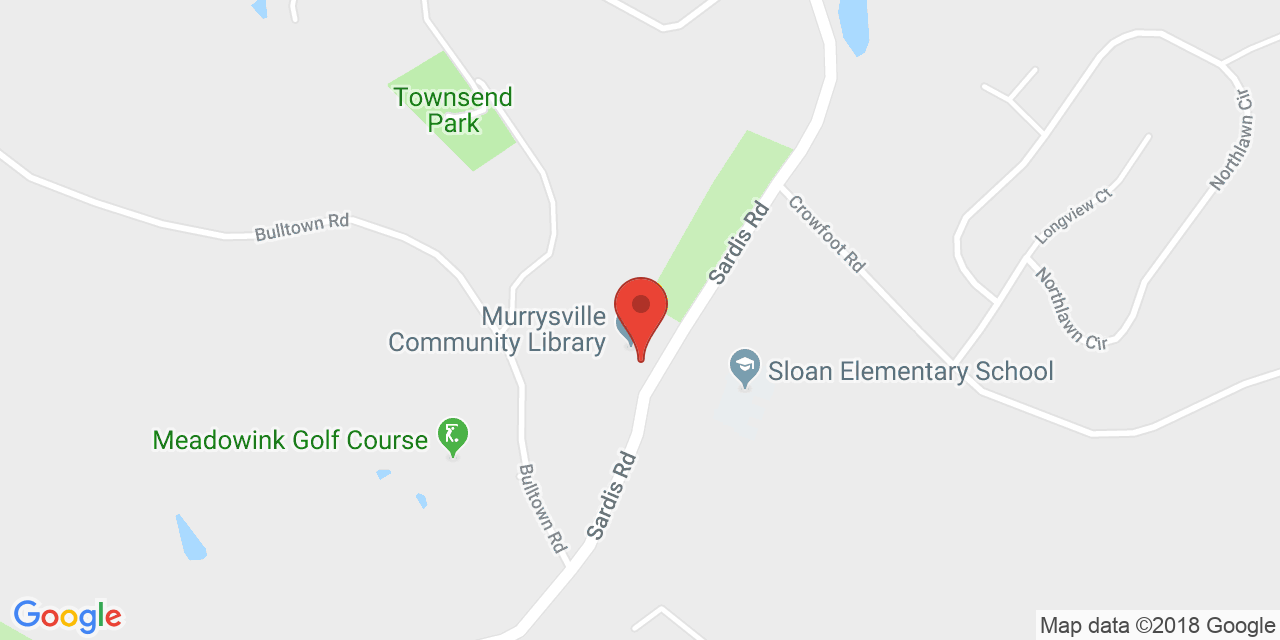 Townsend
Park
Northlawn Cir
Bulltown Rd
Longview Ct
Sardis Rd
Crowfoot Rd
Murrysville
Community Library
Northlawn Cir
Sloan Elementary School
Meadowink Golf Course
Bulltown Rd
Sardis Rd
Google
Map data ©2018 Google